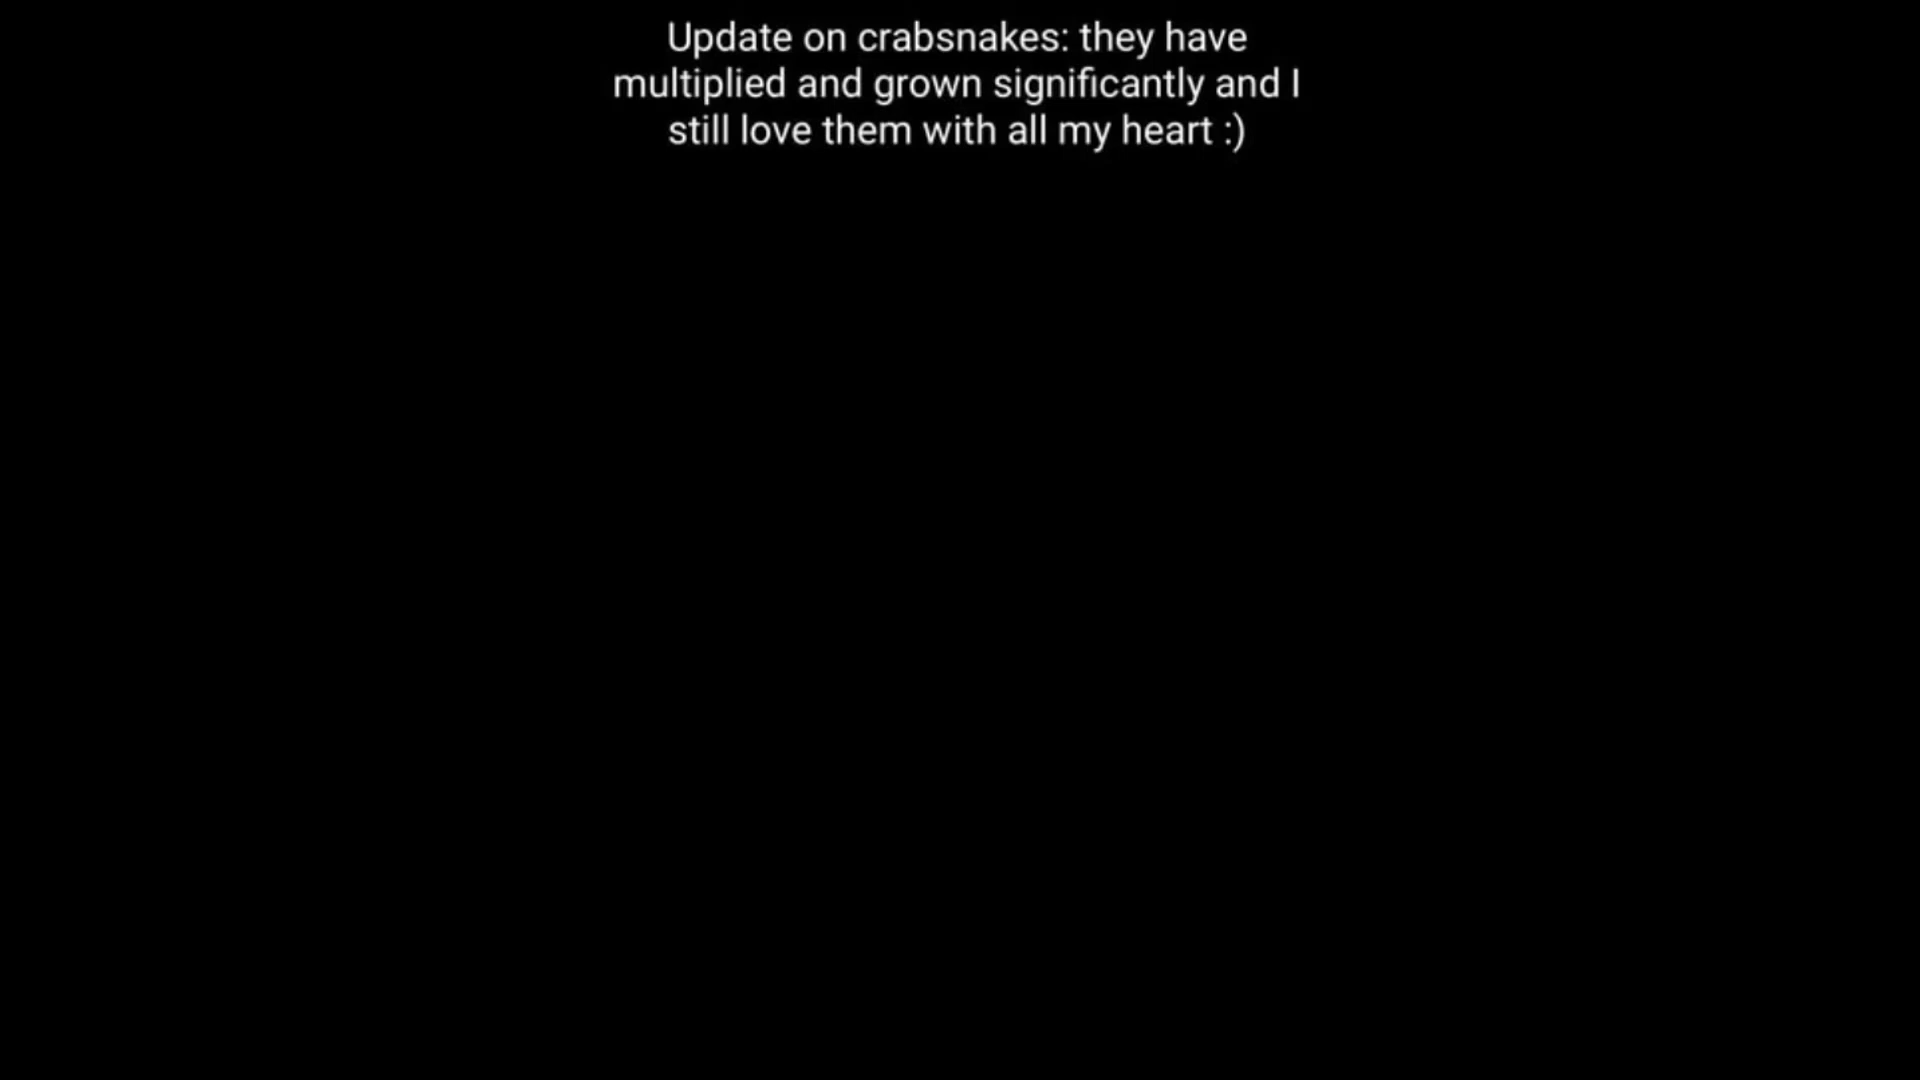 Update on crabsnakes: they have
multiplied and grown significantly and I
still love them with all my heart :)